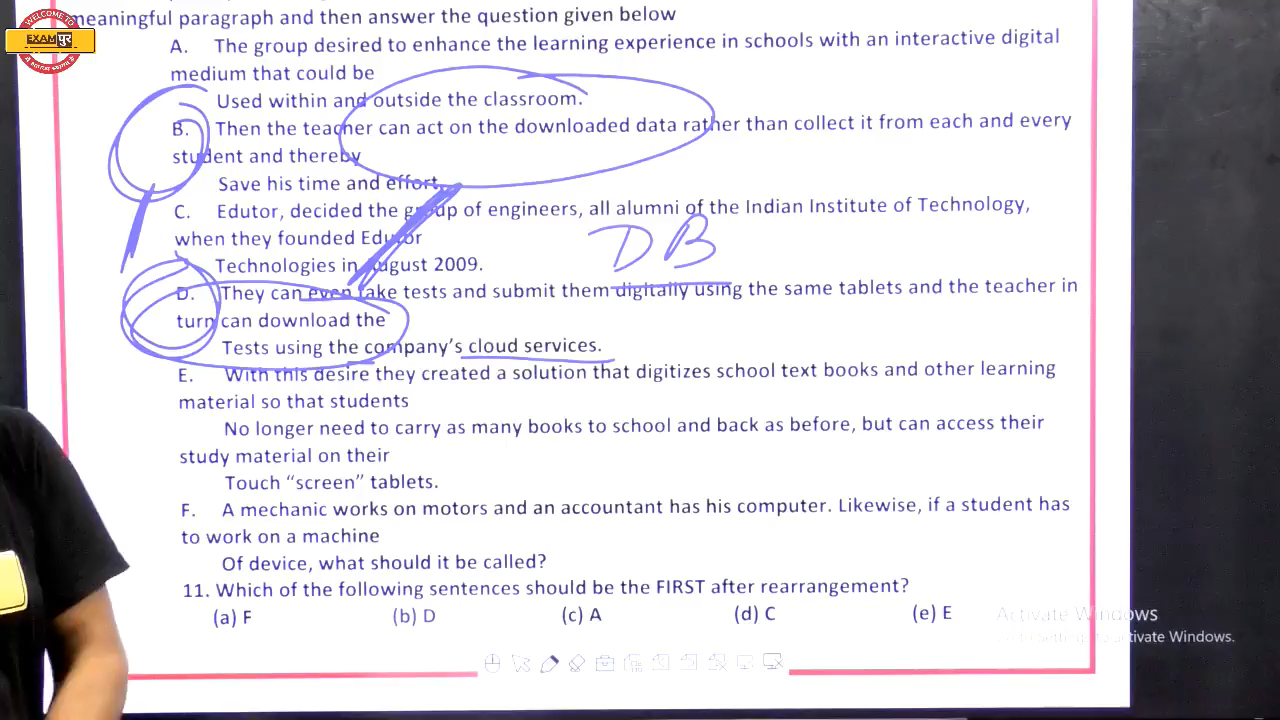 WELCOME TO
EXAM पुर
meaningful paragraph and then answer the question given below
A. The group desired to enhance the learning experience in schools with an interactive digital
medium that could be
Used within and outside the classroom.
B. Then the teacher can act on the downloaded data rather than collect it from each and every
student and thereby
Save his time and effort.
C. Edutor, decided the group of engineers, all alumni of the Indian Institute of Technology,
when they founded Edutor
Technologies in August 2009.
DB
D. They can even take tests and submit them digitally using the same tablets and the teacher in
turn can download the
Tests using the company’s cloud services.
E. With this desire they created a solution that digitizes school text books and other learning
material so that students
No longer need to carry as many books to school and back as before, but can access their
study material on their
Touch “screen” tablets.
F. A mechanic works on motors and an accountant has his computer. Likewise, if a student has
to work on a machine
Of device, what should it be called?
11. Which of the following sentences should be the FIRST after rearrangement?
(a) F (b) D (c) A (d) C (e) E
Activate Windows
Go to Settings to activate Windows.